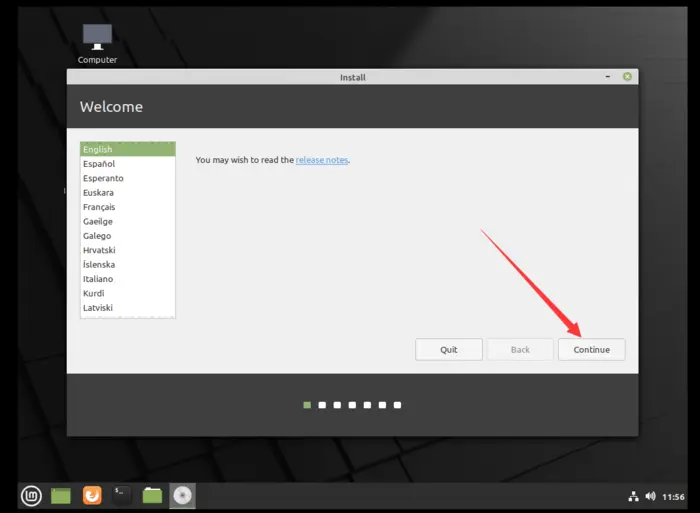 Computer
Install
Welcome
English
Español
Esperanto
Euskara
Français
Gaeilge
Galego
Hrvatski
Íslenska
Italiano
Kurdî
Latviski
You may wish to read the release notes.
Quit
Back
Continue
11:56